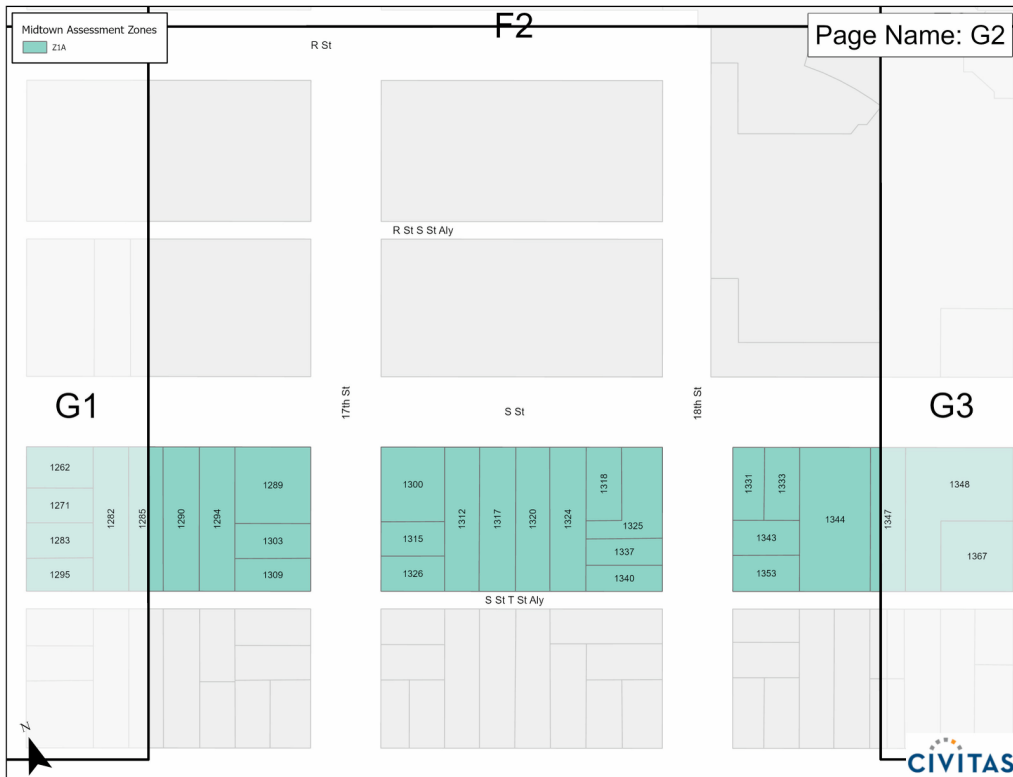 Midtown Assessment Zones
Z1A
F2
Page Name: G2
R St
R St S St Aly
17th St
18th St
S St
G1
G3
1262
1271
1283
1295
1282
1285
1290
1294
1289
1303
1309
1300
1315
1326
1312
1317
1320
1324
1318
1325
1337
1340
1331
1333
1343
1353
1344
1347
1348
1367
S St T St Aly
N
CIVITAS